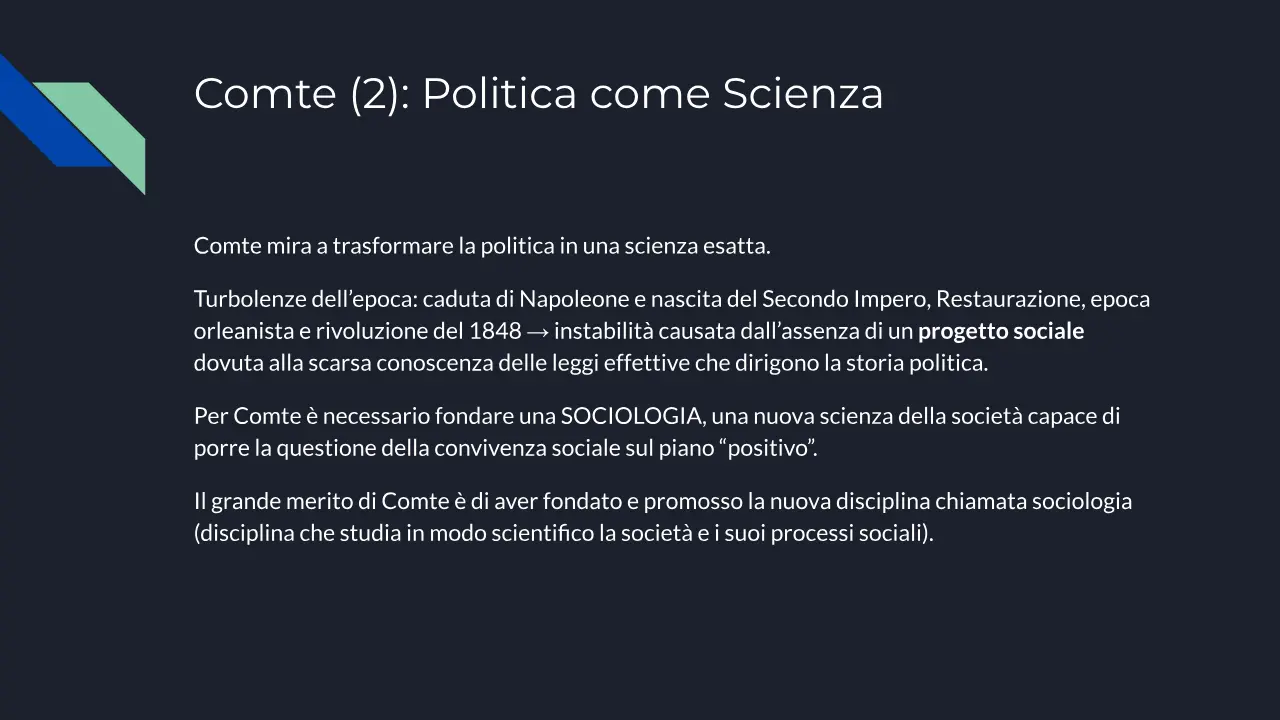 Comte (2): Politica come Scienza
Comte mira a trasformare la politica in una scienza esatta.
Turbolenze dell’epoca: caduta di Napoleone e nascita del Secondo Impero, Restaurazione, epoca
orleanista e rivoluzione del 1848 → instabilità causata dall’assenza di un progetto sociale
dovuta alla scarsa conoscenza delle leggi effettive che dirigono la storia politica.
Per Comte è necessario fondare una SOCIOLOGIA, una nuova scienza della società capace di
porre la questione della convivenza sociale sul piano “positivo”.
Il grande merito di Comte è di aver fondato e promosso la nuova disciplina chiamata sociologia
(disciplina che studia in modo scientifico la società e i suoi processi sociali).